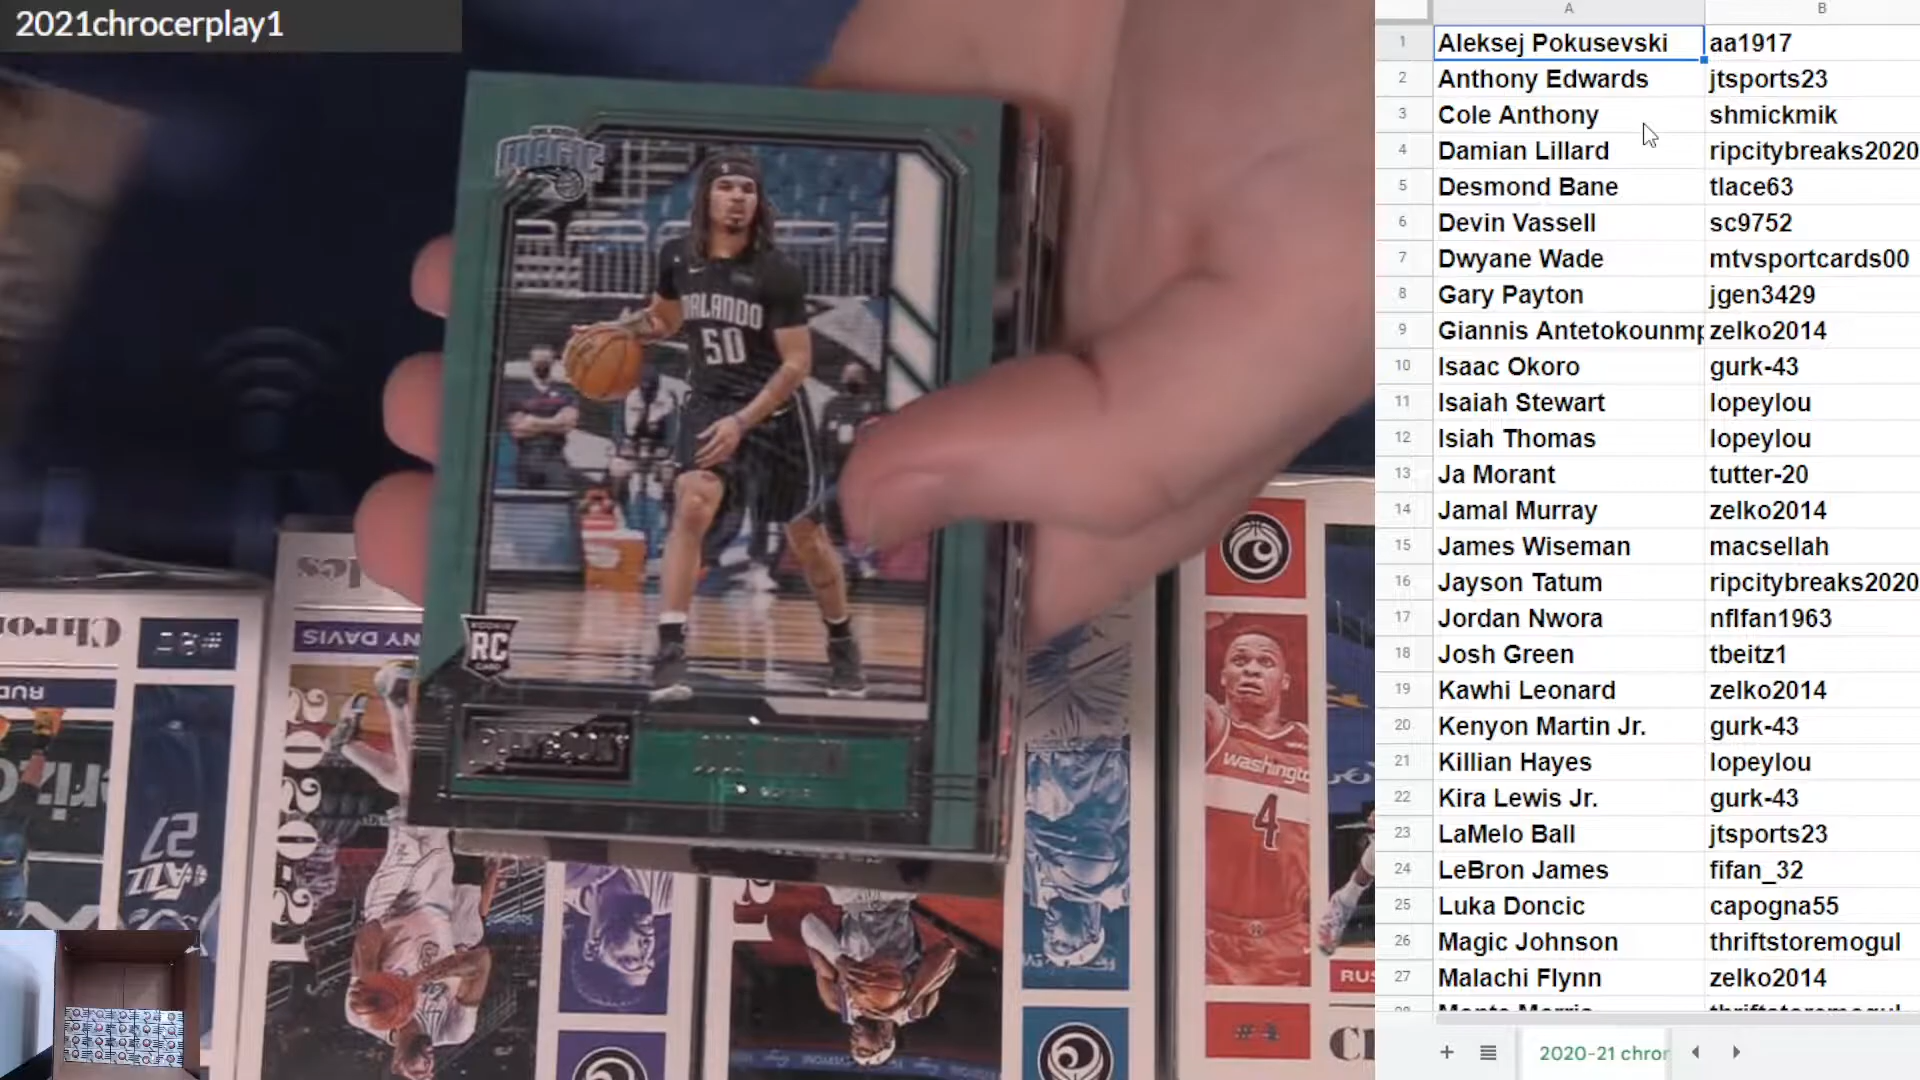 2021chrocerplay1
MAGIC
ORLANDO
50
RC
NY DAVIS
washington
4
#4
27
A
B
1 Aleksej Pokusevski aa1917
2 Anthony Edwards jtsports23
3 Cole Anthony shmickmik
4 Damian Lillard ripcitybreaks2020
5 Desmond Bane tlace63
6 Devin Vassell sc9752
7 Dwyane Wade mtvsportcards00
8 Gary Payton jgen3429
9 Giannis Antetokounmp zelko2014
10 Isaac Okoro gurk-43
11 Isaiah Stewart lopeylou
12 Isiah Thomas lopeylou
13 Ja Morant tutter-20
14 Jamal Murray zelko2014
15 James Wiseman macsellah
16 Jayson Tatum ripcitybreaks2020
17 Jordan Nwora nflfan1963
18 Josh Green tbeitz1
19 Kawhi Leonard zelko2014
20 Kenyon Martin Jr. gurk-43
21 Killian Hayes lopeylou
22 Kira Lewis Jr. gurk-43
23 LaMelo Ball jtsports23
24 LeBron James fifan_32
25 Luka Doncic capogna55
26 Magic Johnson thriftstoremogul
27 Malachi Flynn zelko2014
2020-21 chror